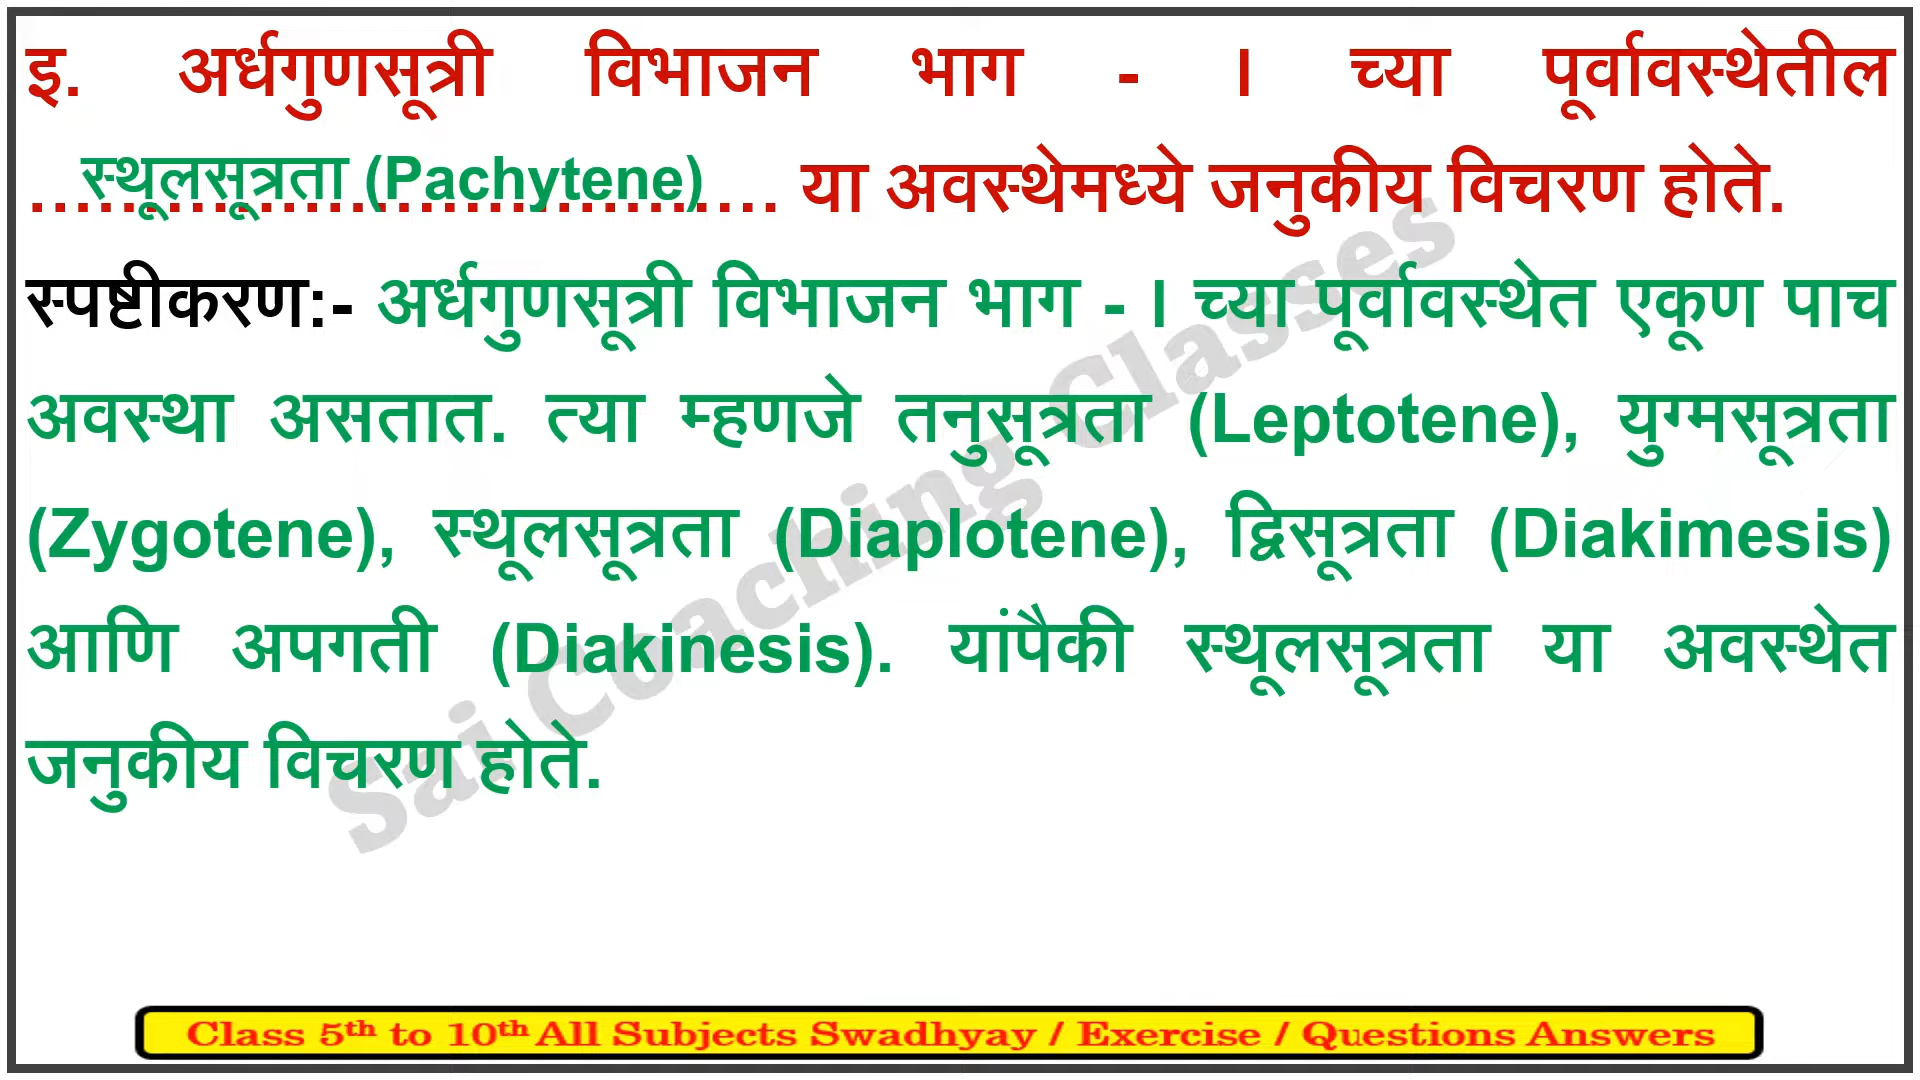 इ. अर्धगुणसूत्री विभाजन भाग - I च्या पूर्वावस्थेतील
स्थूलसूत्रता (Pachytene)
................................ या अवस्थेमध्ये जनुकीय विचरण होते.
स्पष्टीकरण:- अर्धगुणसूत्री विभाजन भाग - I च्या पूर्वावस्थेत एकूण पाच
अवस्था असतात. त्या म्हणजे तनुसूत्रता (Leptotene), युग्मसूत्रता
(Zygotene), स्थूलसूत्रता (Diaplotene), द्विसूत्रता (Diakimesis)
आणि अपगती (Diakinesis). यांपैकी स्थूलसूत्रता या अवस्थेत
जनुकीय विचरण होते.
Sai Coaching Classes
Class 5th to 10th All Subjects Swadhyay / Exercise / Questions Answers